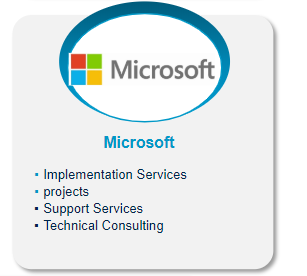 Microsoft
Microsoft
Implementation Services
projects
Support Services
Technical Consulting